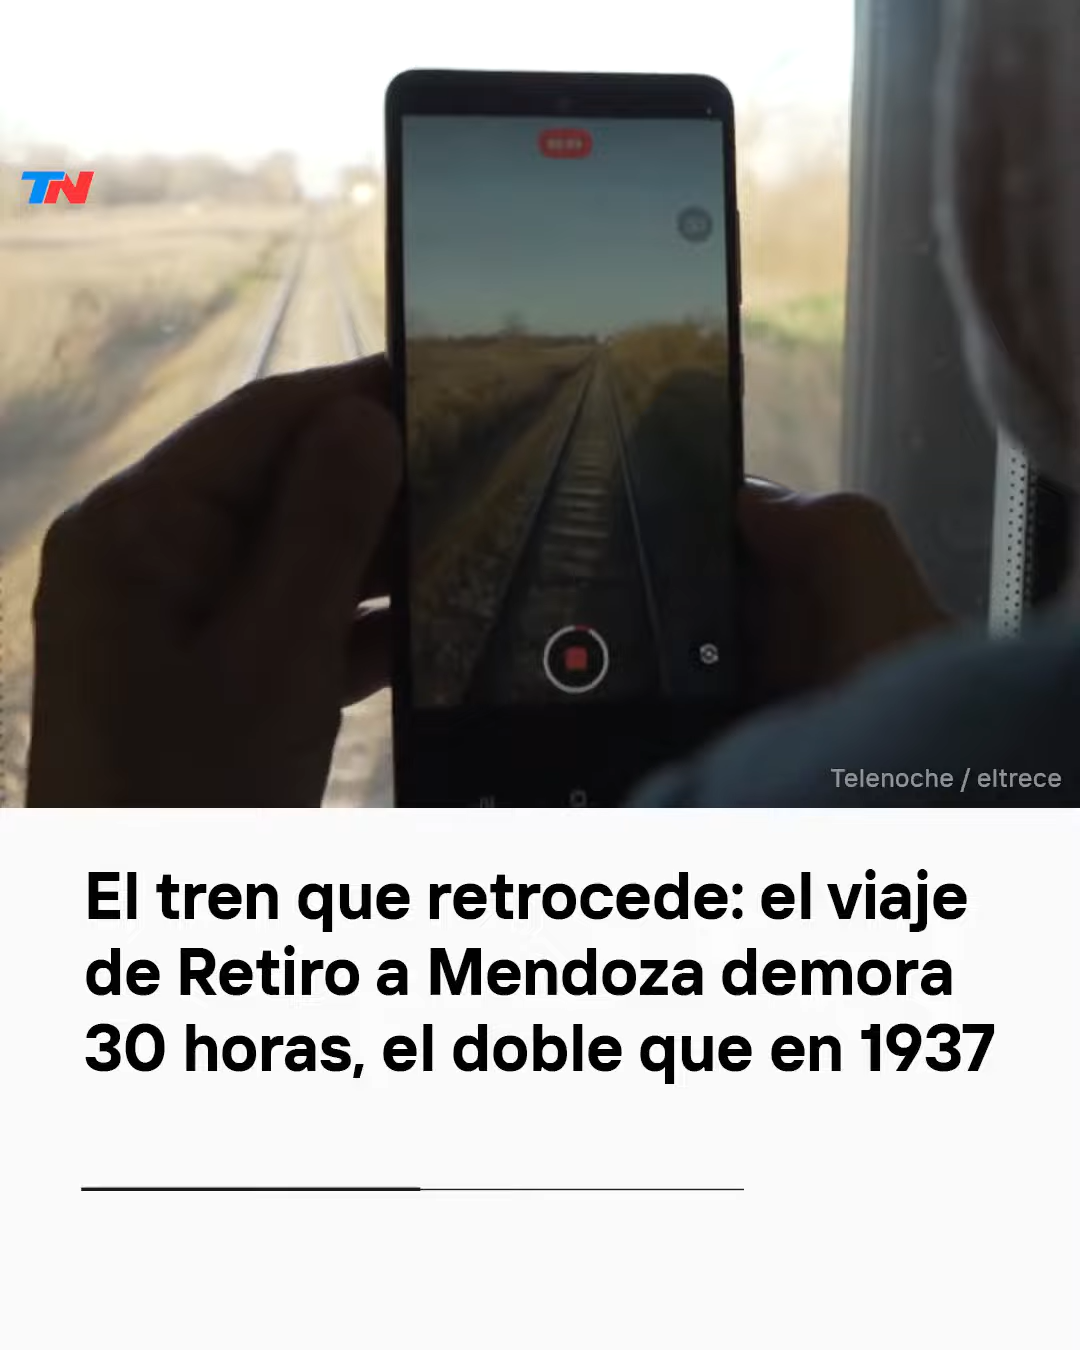 TN
Telenoche / eltrece
El tren que retrocede: el viaje
de Retiro a Mendoza demora
30 horas, el doble que en 1937